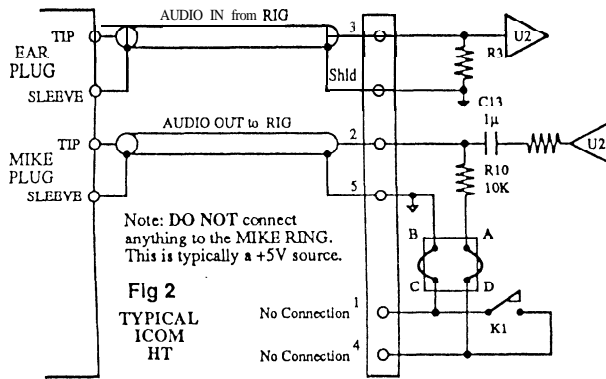 AUDIO IN from RIG
TIP
EAR
PLUG
SLEEVE
3
Shld
R3
U2
C13
1µ
AUDIO OUT to RIG
TIP
MIKE
PLUG
SLEEVE
2
5
R10
10K
U2
Note: DO NOT connect
anything to the MIKE RING.
This is typically a +5V source.
B
A
C
D
Fig 2
TYPICAL
ICOM
HT
No Connection 1
No Connection 4
K1